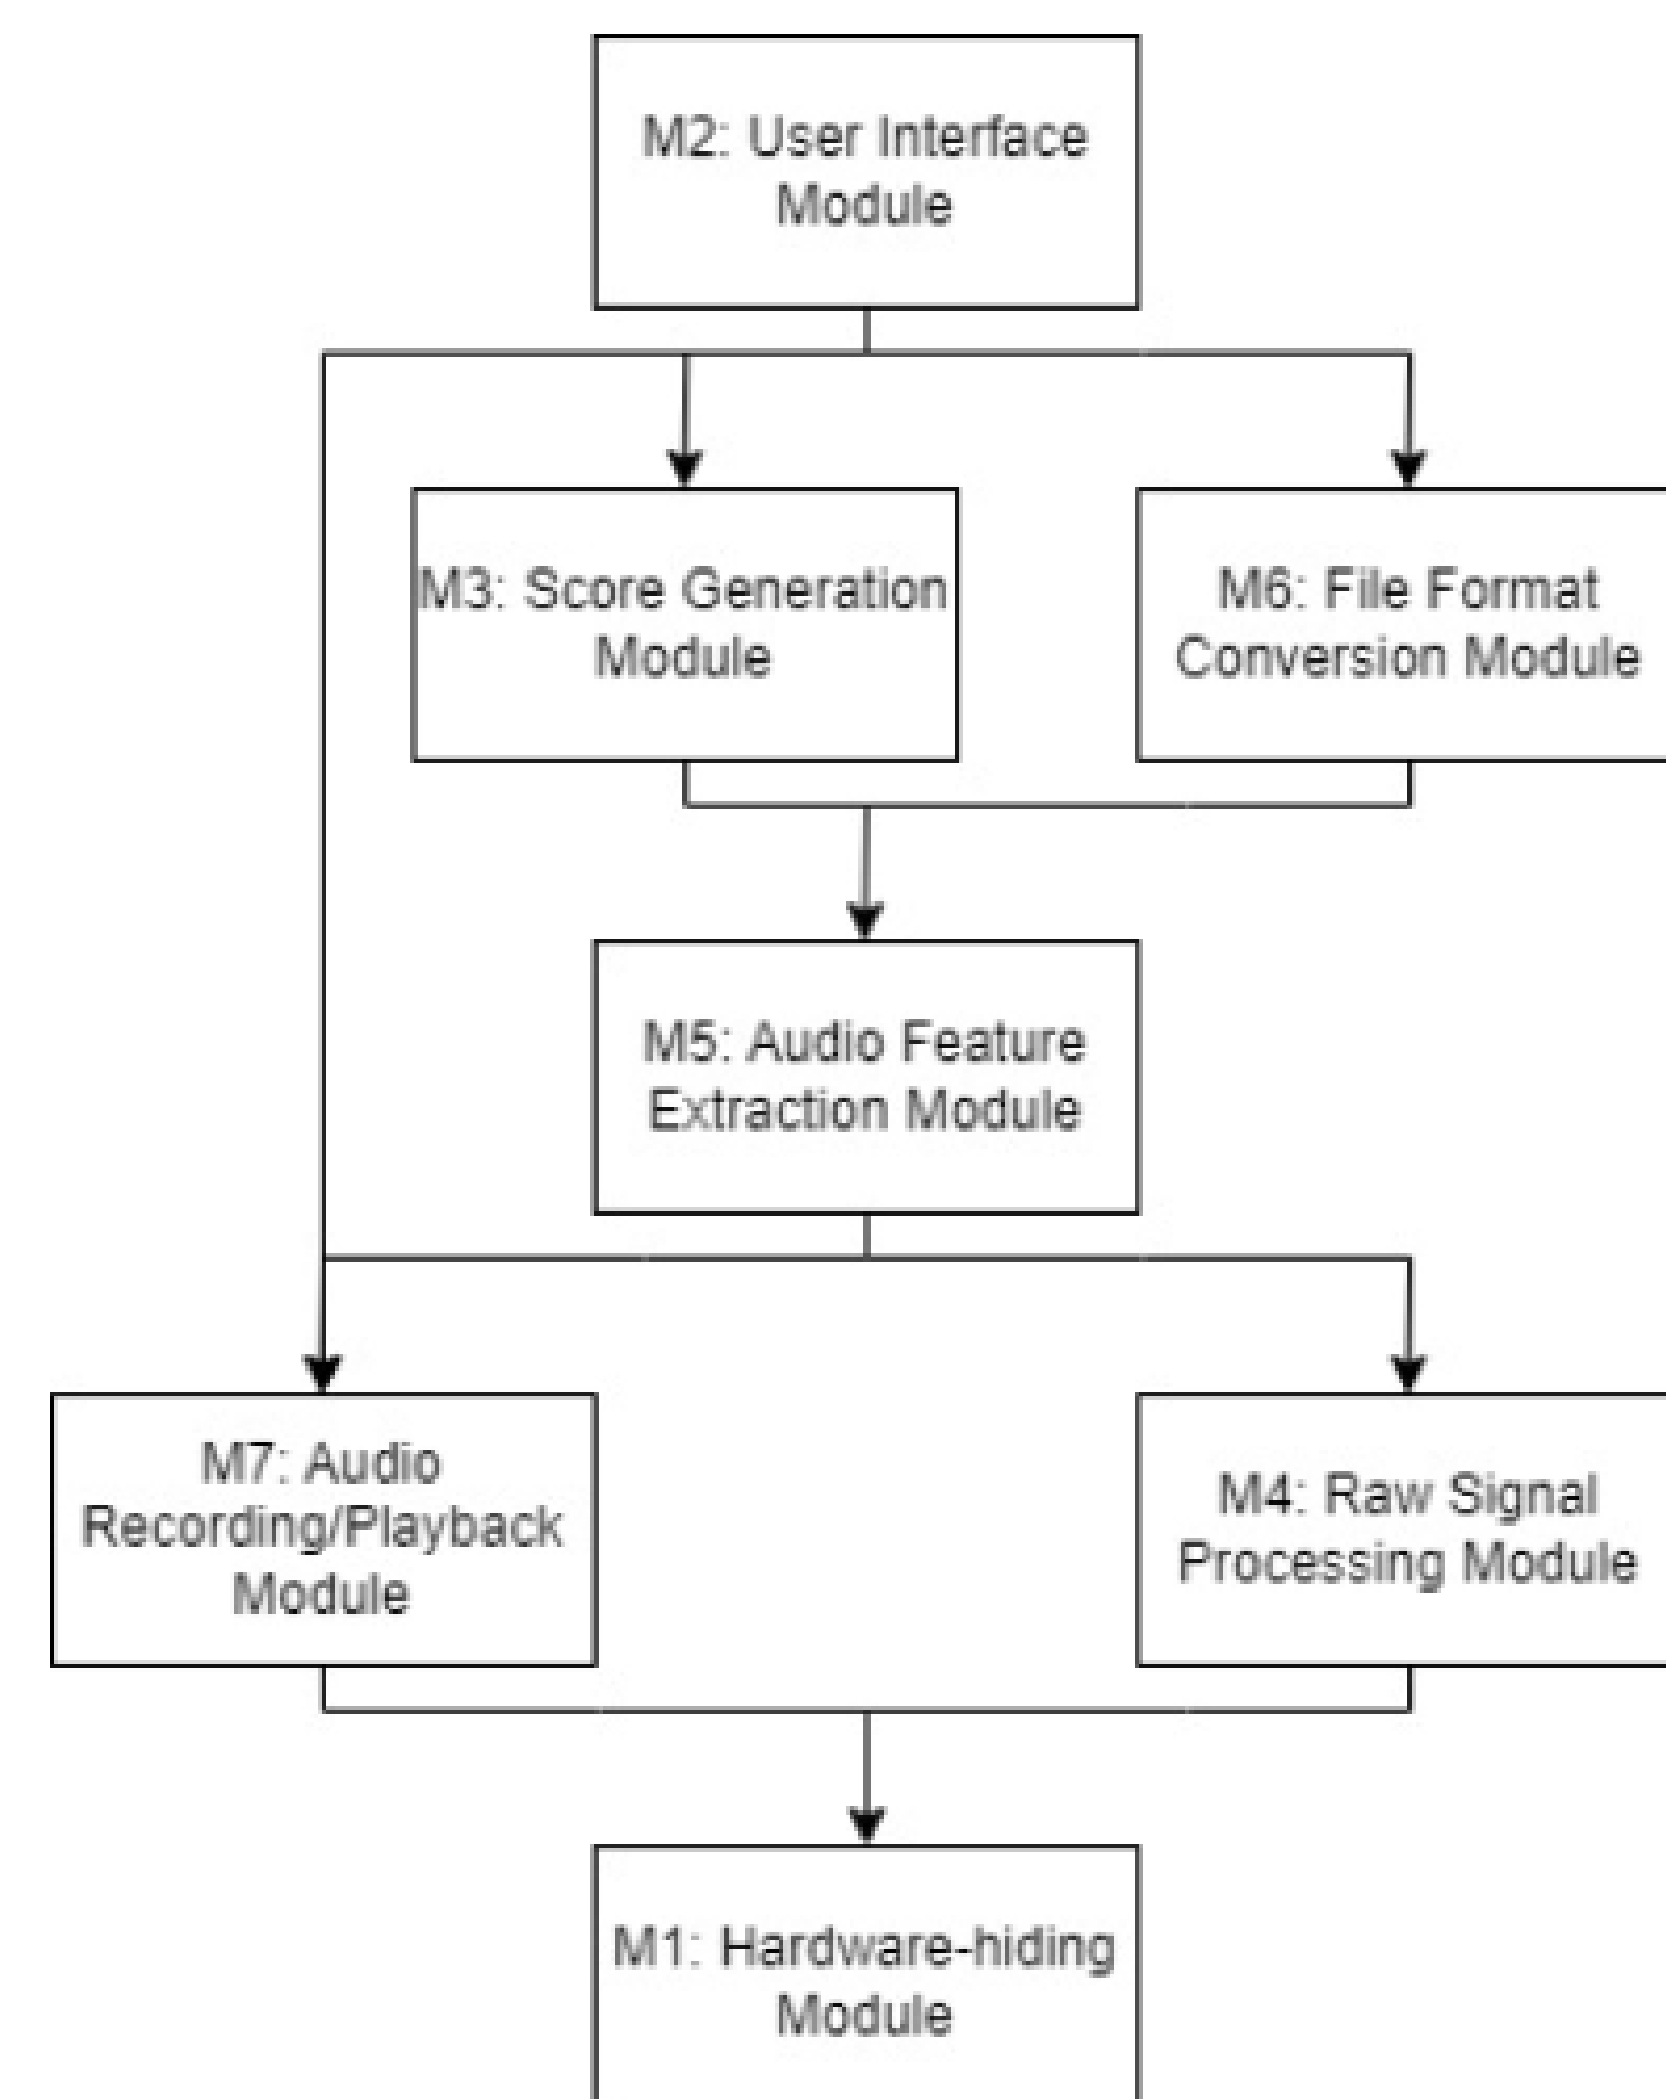 M2: User Interface
Module
M3: Score Generation
Module
M6: File Format
Conversion Module
M5: Audio Feature
Extraction Module
M7: Audio
Recording/Playback
Module
M4: Raw Signal
Processing Module
M1: Hardware-hiding
Module